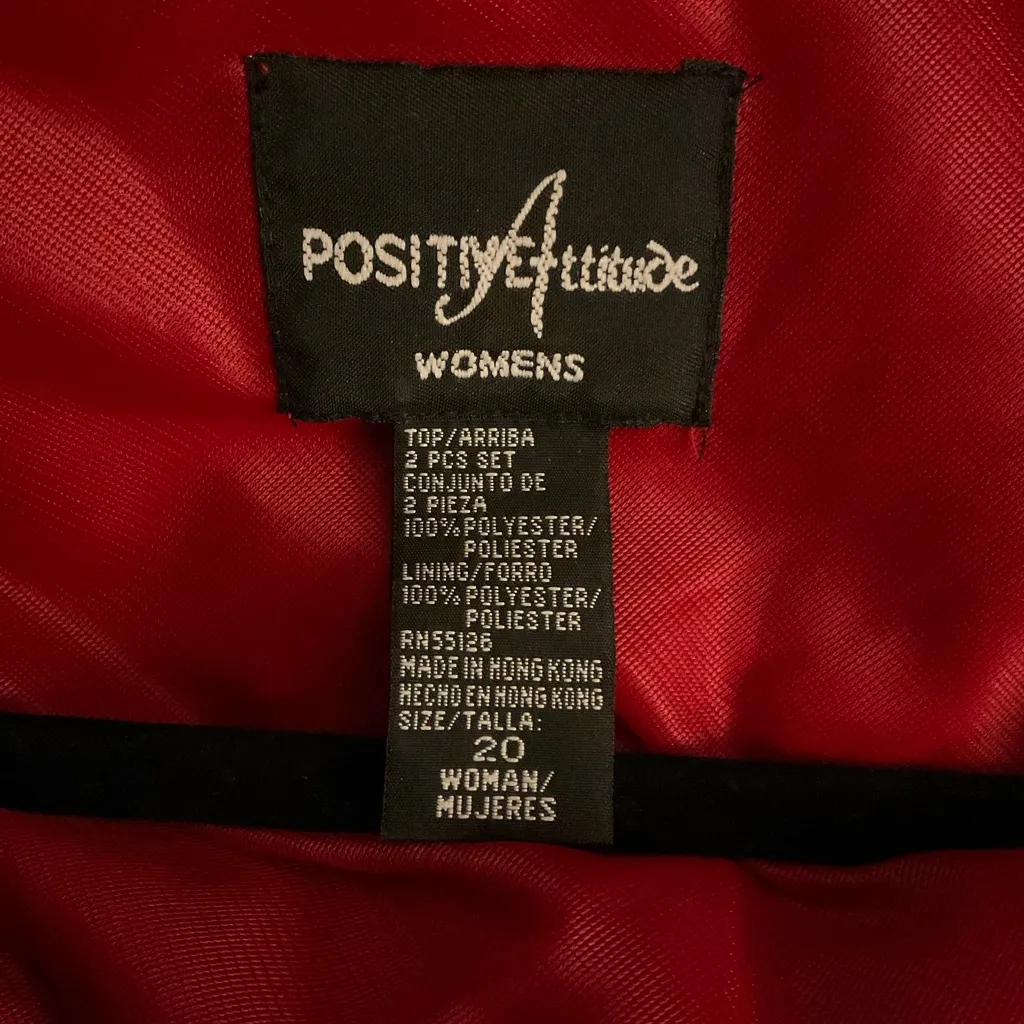 POSITIVE Attitude
WOMENS
TOP/ARRIBA
2 PCS SET
CONJUNTO DE
2 PIEZA
100% POLYESTER/
POLIESTER
LINING/FORRO
100% POLYESTER/
POLIESTER
RN55126
MADE IN HONG KONG
HECHO EN HONG KONG
SIZE/TALLA:
20
WOMAN/
MUJERES